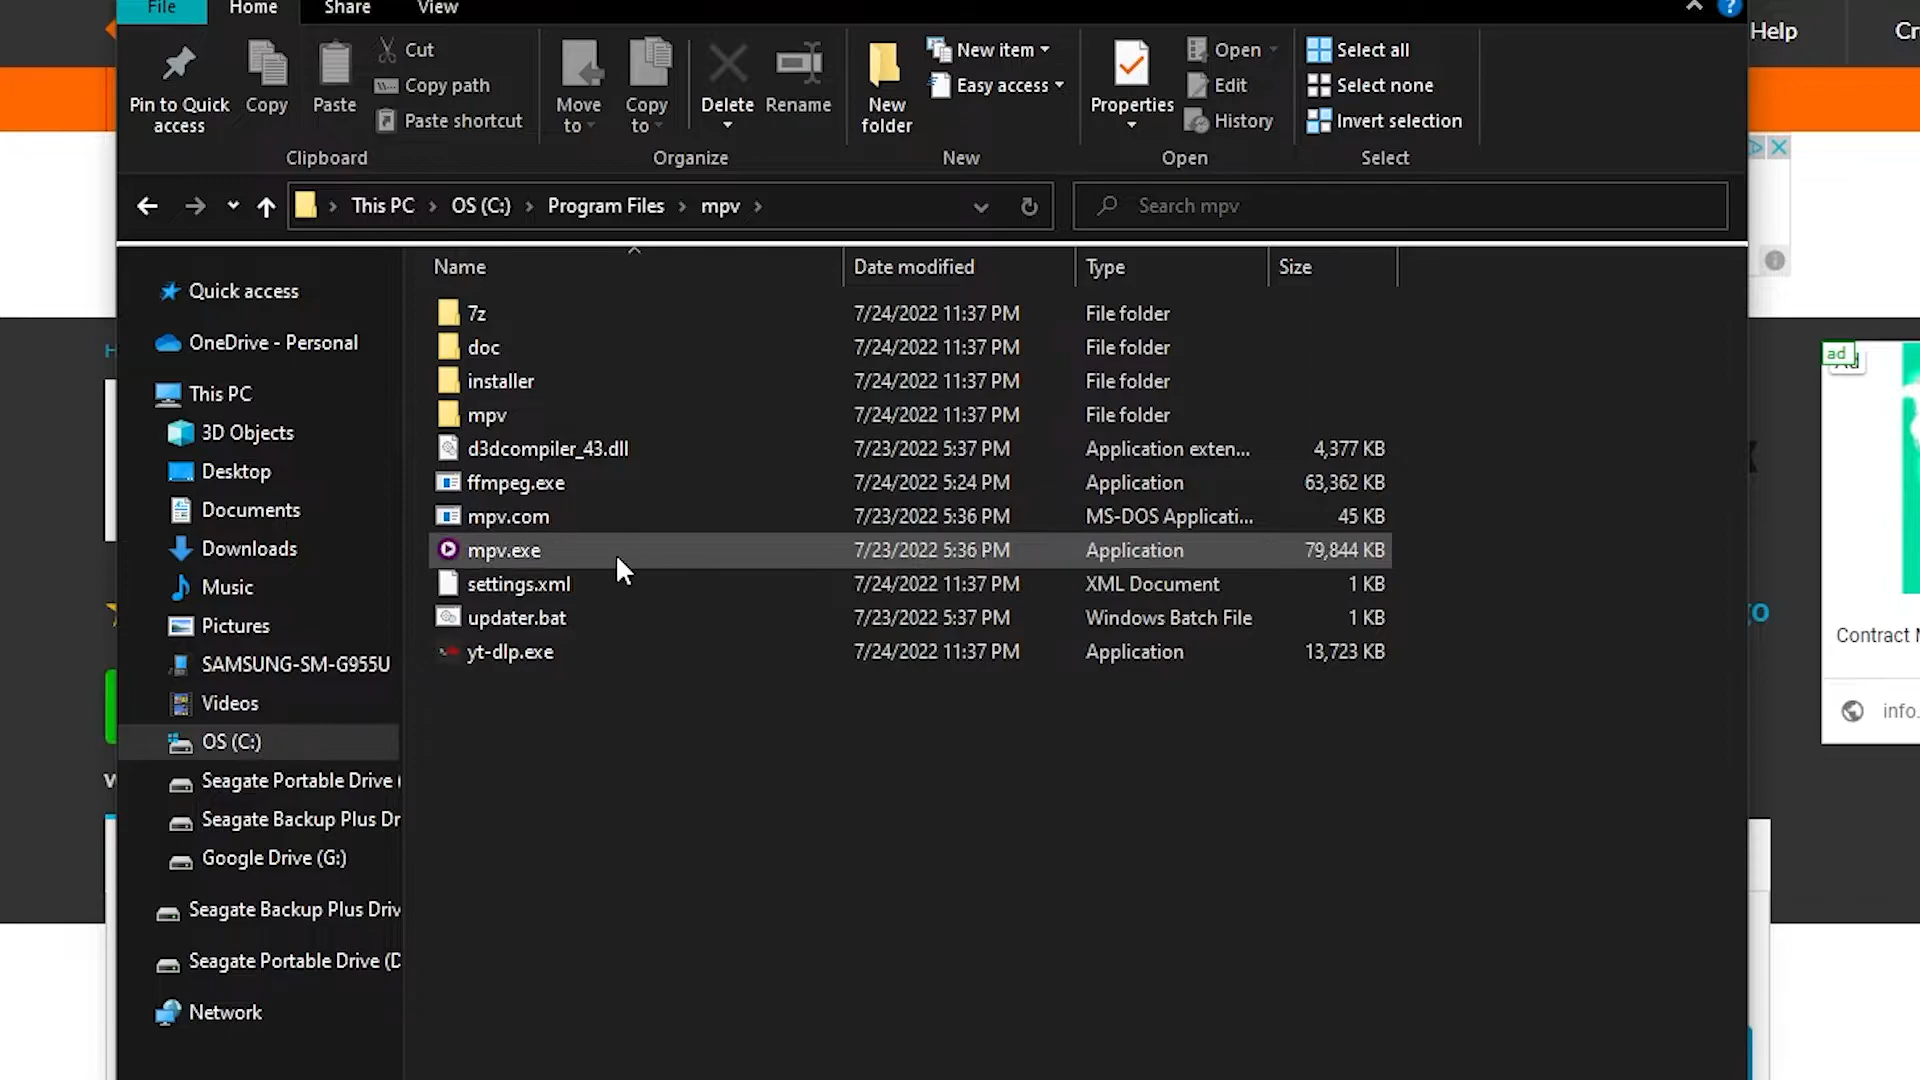 File Home Share View
Help
Pin to Quick access
Copy
Paste
Cut
Copy path
Paste shortcut
Clipboard
Move to
Copy to
Delete
Rename
Organize
New folder
New item
Easy access
New
Properties
Open
Edit
History
Open
Select all
Select none
Invert selection
Select
This PC › OS (C:) › Program Files › mpv ›
Search mpv
Quick access
OneDrive - Personal
This PC
3D Objects
Desktop
Documents
Downloads
Music
Pictures
SAMSUNG-SM-G955U
Videos
OS (C:)
Seagate Portable Drive (
Seagate Backup Plus Dr
Google Drive (G:)
Seagate Backup Plus Driv
Seagate Portable Drive (D
Network
Name Date modified Type Size
7z 7/24/2022 11:37 PM File folder
doc 7/24/2022 11:37 PM File folder
installer 7/24/2022 11:37 PM File folder
mpv 7/24/2022 11:37 PM File folder
d3dcompiler_43.dll 7/23/2022 5:37 PM Application exten... 4,377 KB
ffmpeg.exe 7/24/2022 5:24 PM Application 63,362 KB
mpv.com 7/23/2022 5:36 PM MS-DOS Applicati... 45 KB
mpv.exe 7/23/2022 5:36 PM Application 79,844 KB
settings.xml 7/24/2022 11:37 PM XML Document 1 KB
updater.bat 7/23/2022 5:37 PM Windows Batch File 1 KB
yt-dlp.exe 7/24/2022 11:37 PM Application 13,723 KB
ad
Contract
info.